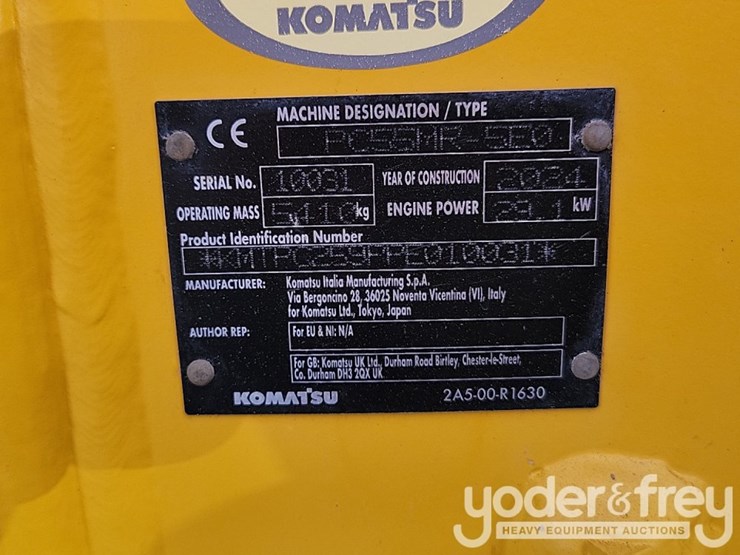 KOMATSU
MACHINE DESIGNATION / TYPE
CE
PC55MR-5E0
SERIAL No. 10031 YEAR OF CONSTRUCTION 2024
OPERATING MASS 5410 kg ENGINE POWER 29.1 kW
Product Identification Number
*KMTPC259PPE010031*
MANUFACTURER: Komatsu Italia Manufacturing S.p.A.
Via Bergoncino 28, 36025 Noventa Vicentina (VI), Italy
for Komatsu Ltd., Tokyo, Japan
AUTHOR REP: For EU & NI: N/A
For GB: Komatsu UK Ltd., Durham Road Birtley, Chester-le-Street,
Co. Durham DH3 2QX UK
KOMATSU 2A5-00-R1630
yoder&frey
HEAVY EQUIPMENT AUCTIONS